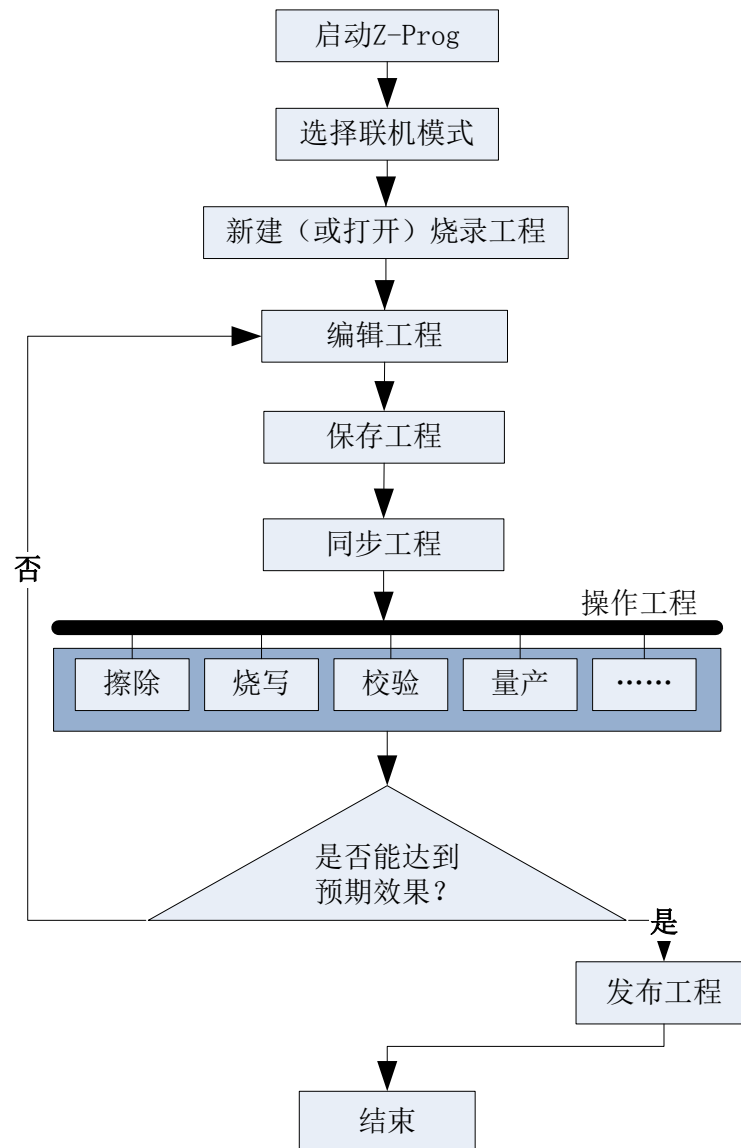 启动Z-Prog
选择联机模式
新建（或打开）烧录工程
编辑工程
保存工程
同步工程
否
操作工程
擦除
烧写
校验
量产
……
是否能达到
预期效果？
是
发布工程
结束